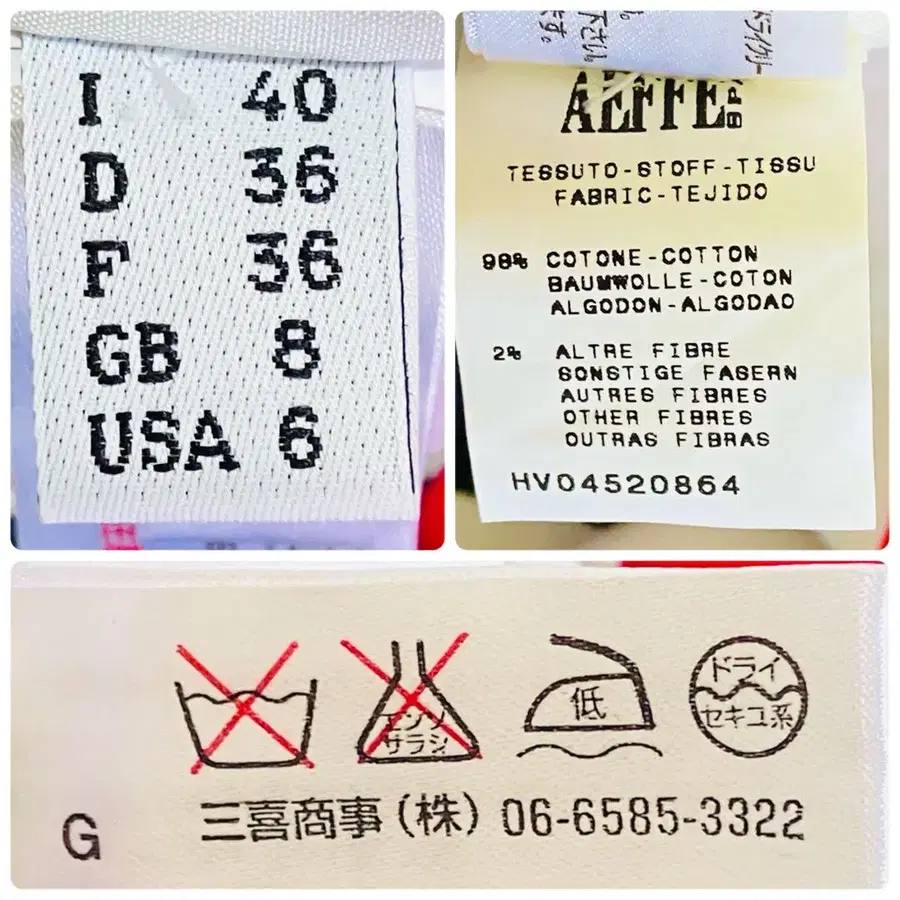 I 40
D 36
F 36
GB 8
USA 6
AEFFE
TESSUTO-STOFF-TISSU
FABRIC-TEJIDO
98% COTONE-COTTON
BAUMWOLLE-COTON
ALGODON-ALGODAO
2% ALTRE FIBRE
SONSTIGE FASERN
AUTRES FIBRES
OTHER FIBRES
OUTRAS FIBRAS
HV04520864
エンソ
サラシ
低
ドライ
セキユ系
G 三喜商事(株) 06-6585-3322